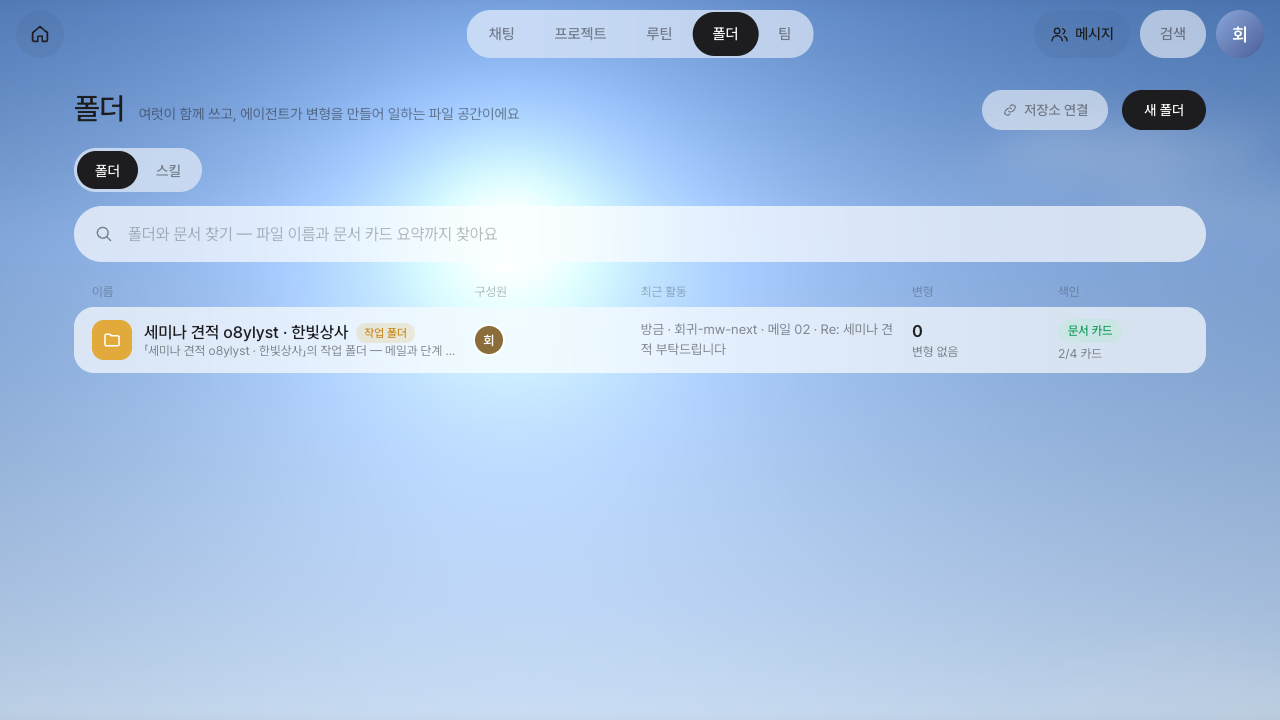 채팅 프로젝트 루틴 폴더 팀 메시지 검색 회
폴더 여럿이 함께 쓰고, 에이전트가 변형을 만들어 일하는 파일 공간이에요 저장소 연결 새 폴더
폴더 스킬
폴더와 문서 찾기 — 파일 이름과 문서 카드 요약까지 찾아요
이름 구성원 최근 활동 변형 색인
세미나 견적 o8ylyst · 한빛상사 작업 폴더
「세미나 견적 o8ylyst · 한빛상사」의 작업 폴더 — 메일과 단계 ...
회
방금 · 회귀-mw-next · 메일 02 · Re: 세미나 견
적 부탁드립니다
0
변형 없음
문서 카드
2/4 카드